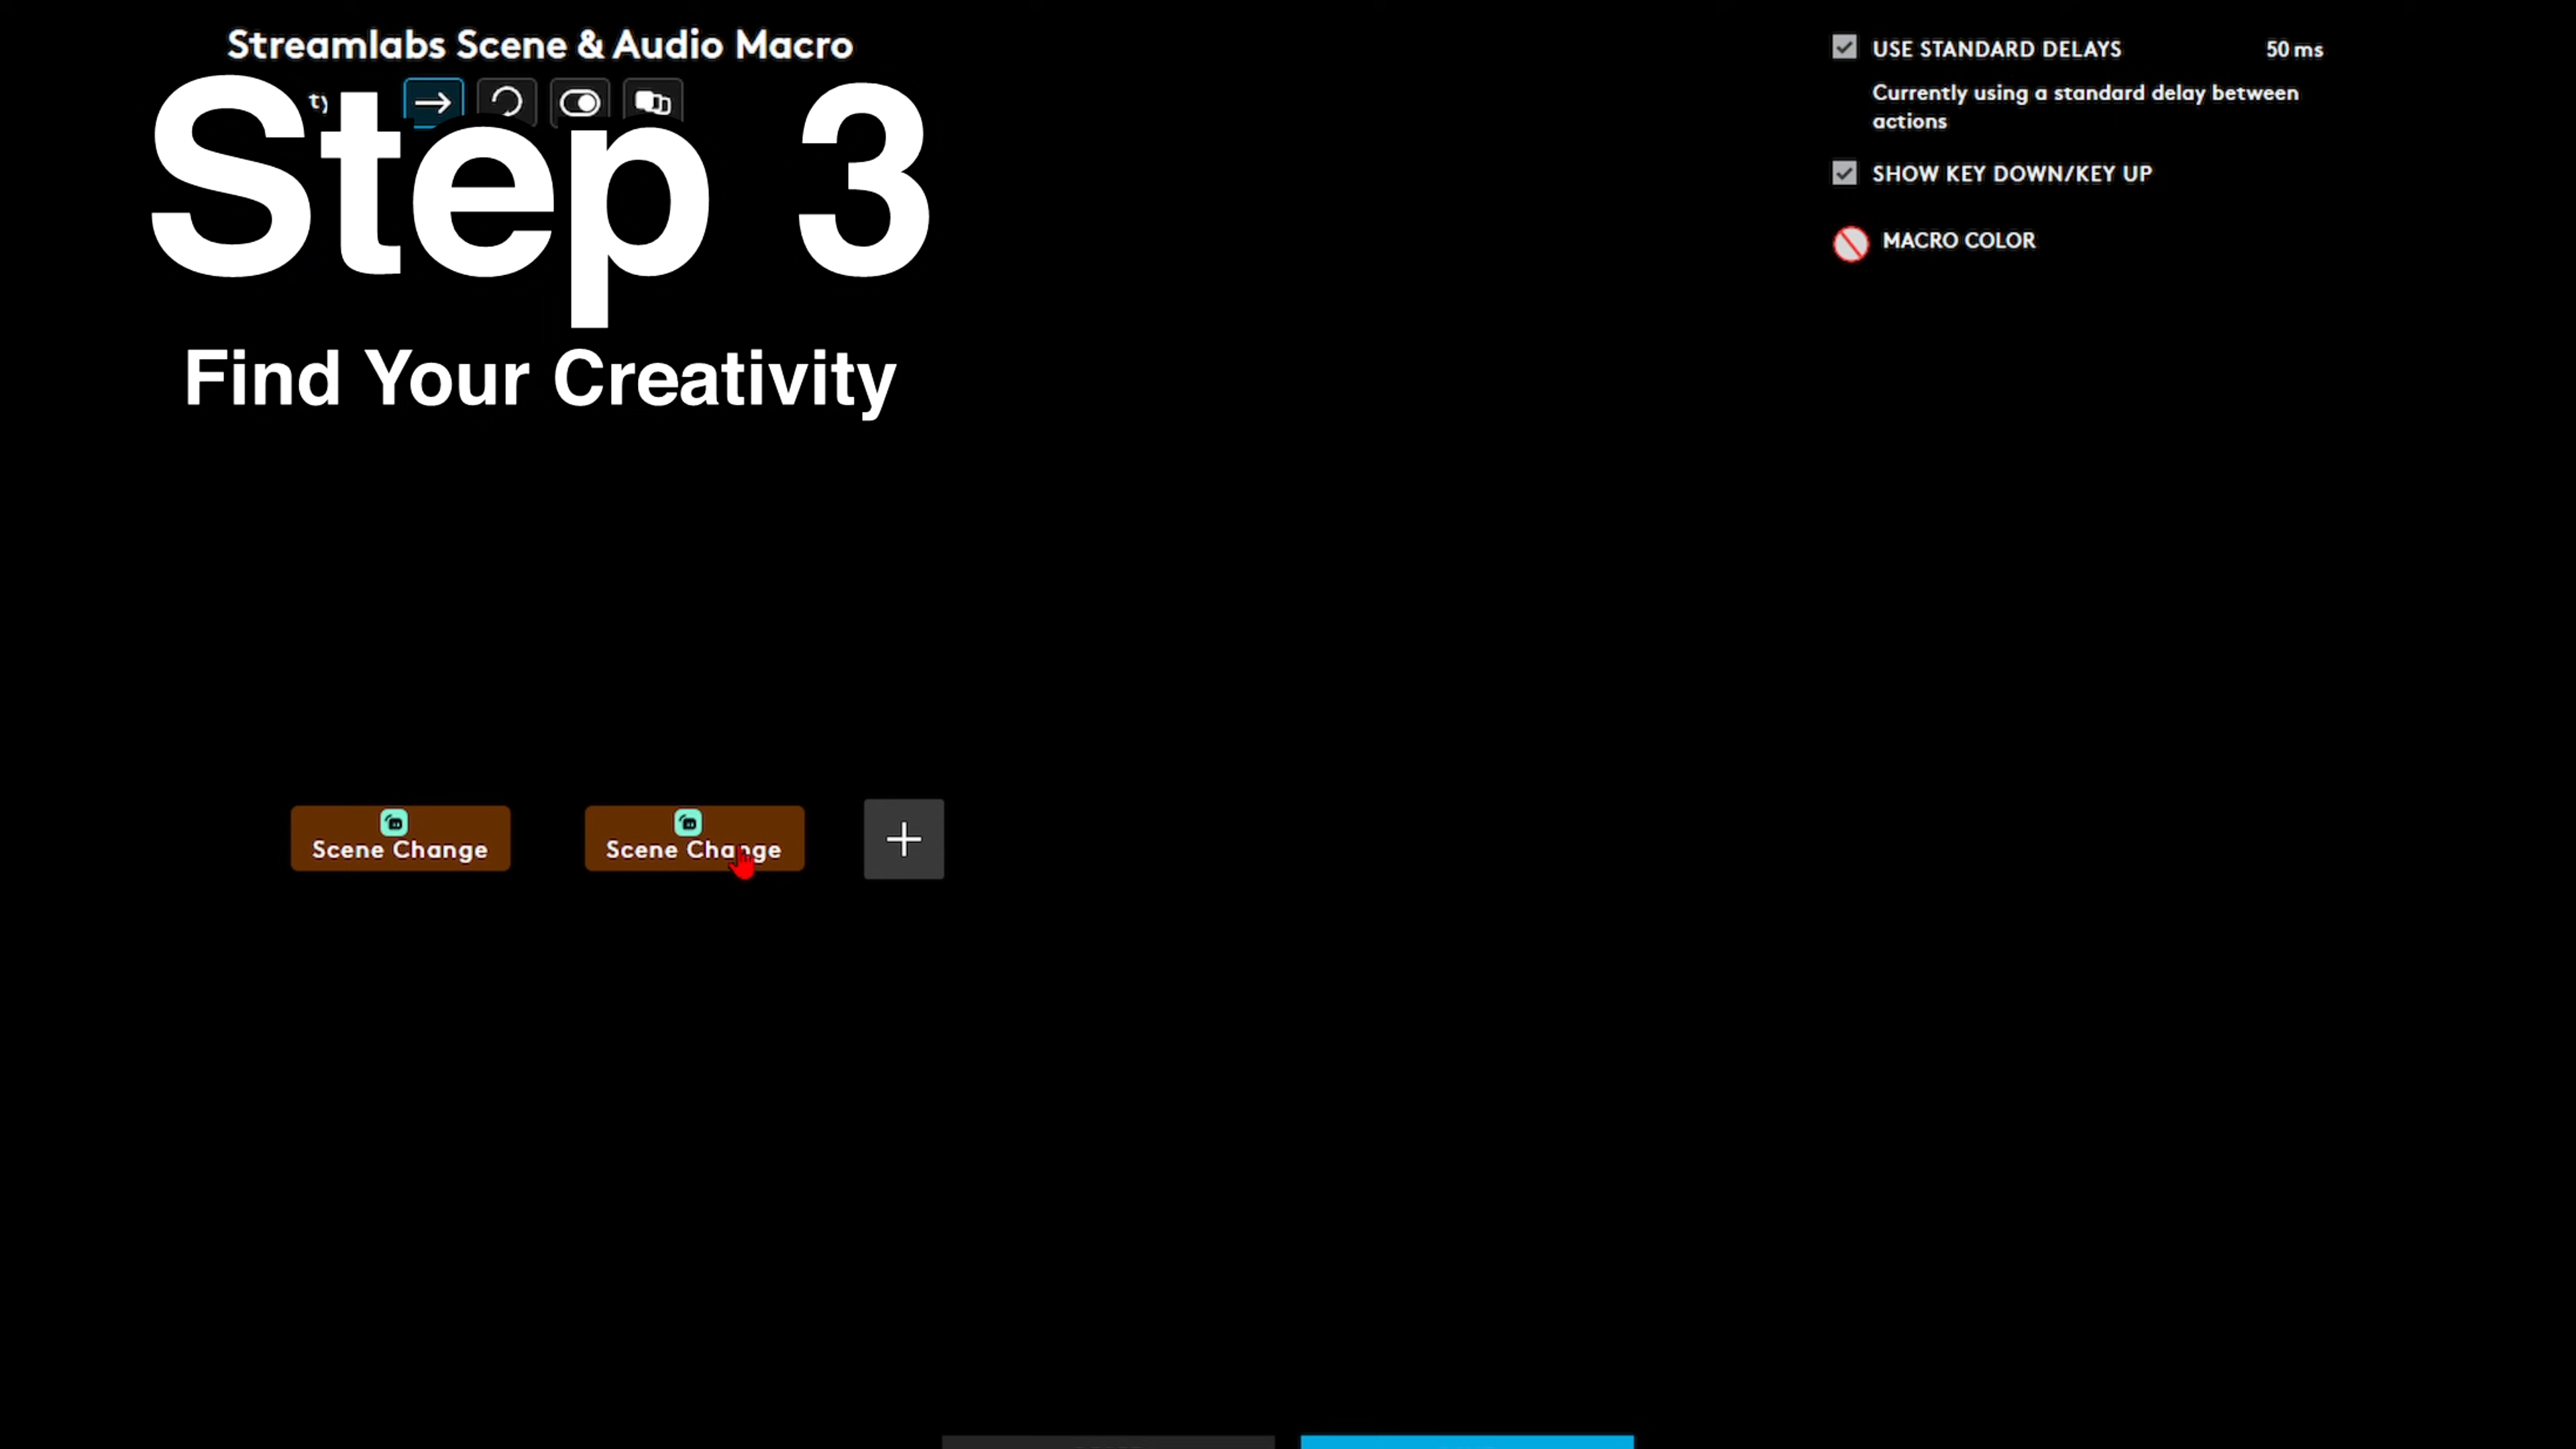 Streamlabs Scene & Audio Macro
Step 3
Find Your Creativity
USE STANDARD DELAYS 50 ms
Currently using a standard delay between
actions
SHOW KEY DOWN/KEY UP
MACRO COLOR
Scene Change
Scene Change